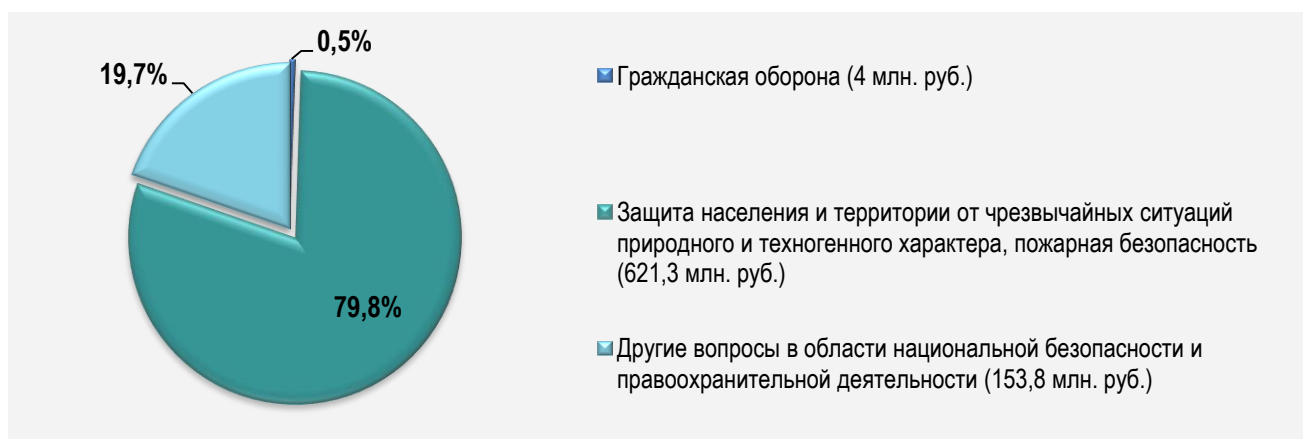 0,5%
19,7%
79,8%
Гражданская оборона (4 млн. руб.)
Защита населения и территории от чрезвычайных ситуаций
природного и техногенного характера, пожарная безопасность
(621,3 млн. руб.)
Другие вопросы в области национальной безопасности и
правоохранительной деятельности (153,8 млн. руб.)